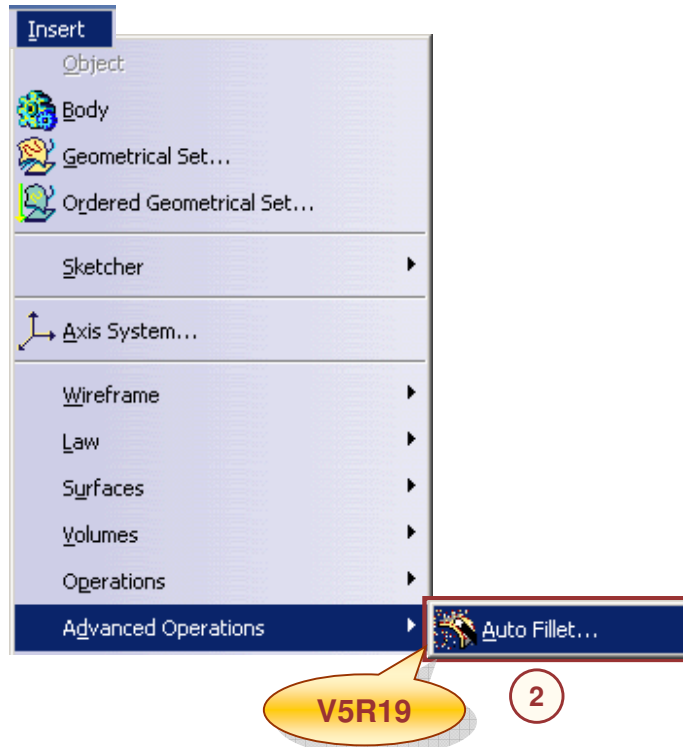 Insert
Object
Body
Geometrical Set...
Ordered Geometrical Set...
Sketcher
Axis System...
Wireframe
Law
Surfaces
Volumes
Operations
Advanced Operations
Auto Fillet...
V5R19
2